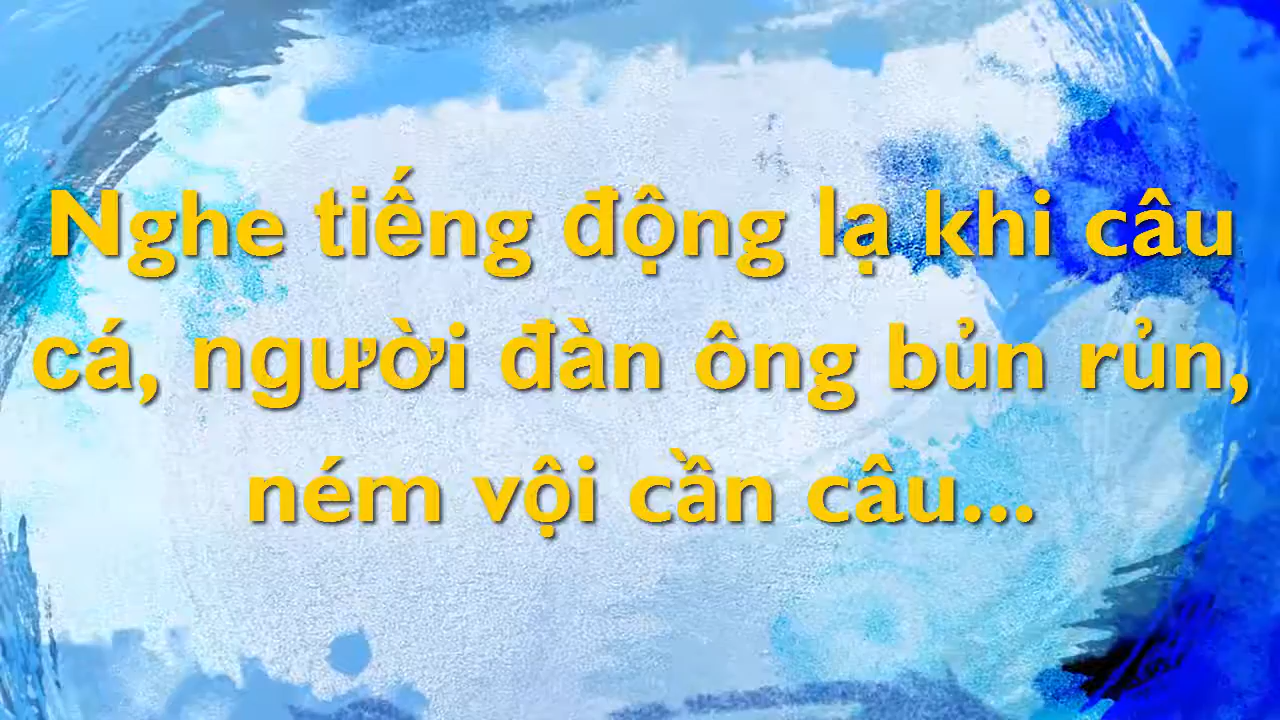 Nghe tiếng động lạ khi câu
cá, người đàn ông bủn rủn,
ném vội cần câu...